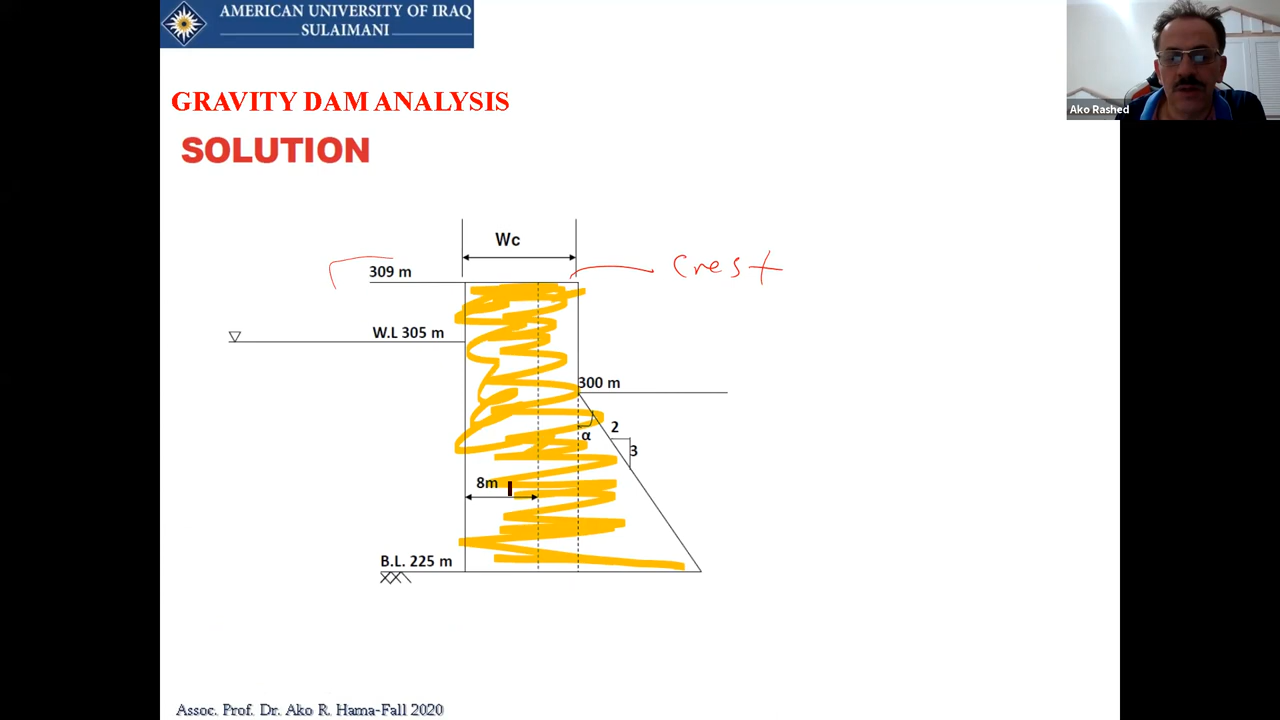 AMERICAN UNIVERSITY OF IRAQ
SULAIMANI
Ako Rashed
GRAVITY DAM ANALYSIS
SOLUTION
Wc
309 m
Crest
W.L 305 m
300 m
α
2
3
8m
B.L. 225 m
Assoc. Prof. Dr. Ako R. Hama-Fall 2020